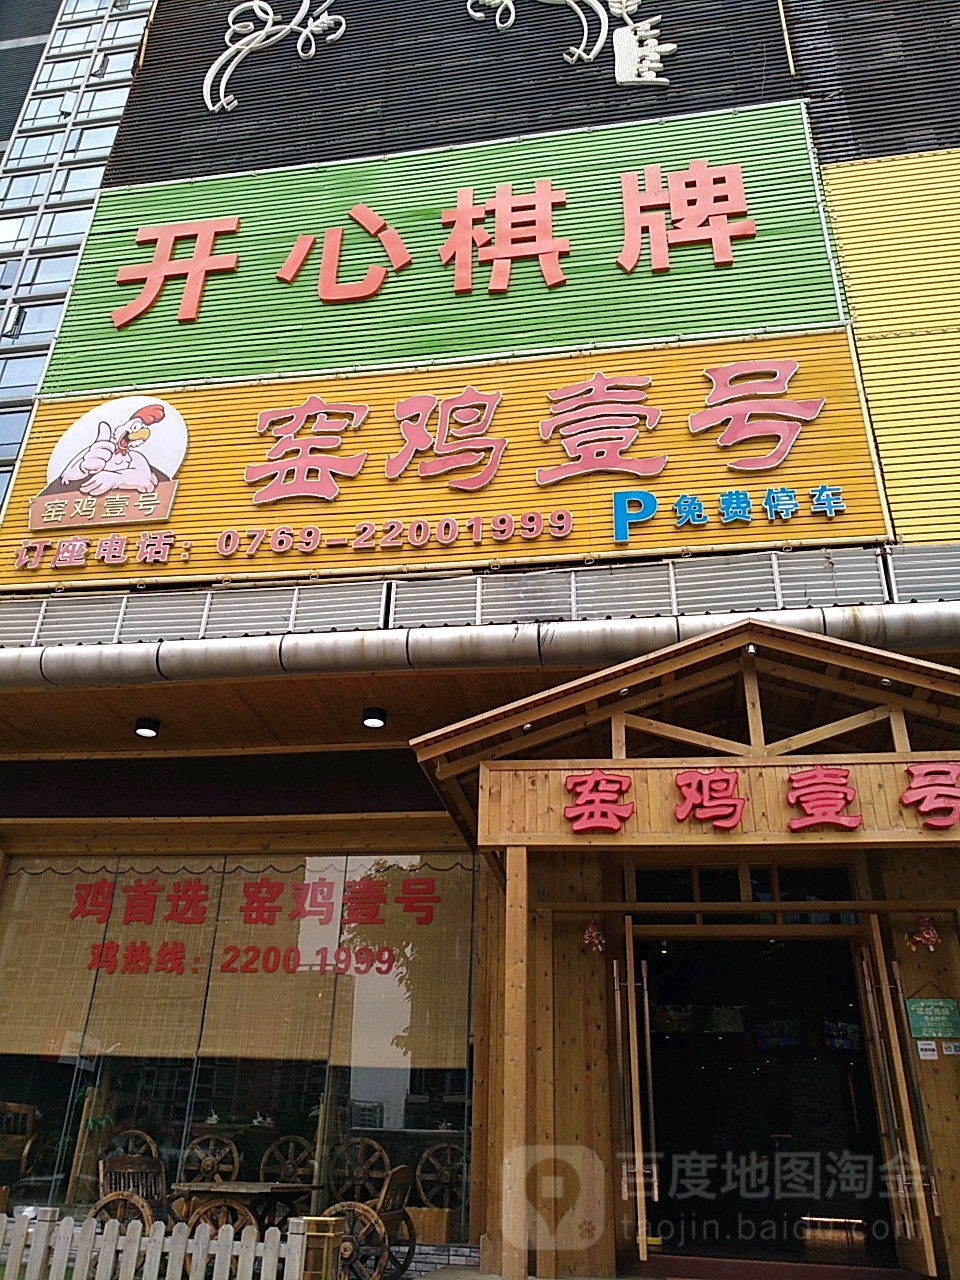 开心棋牌
窑鸡壹号
窑鸡壹号
P 免费停车
订座电话：0769-22001999
窑鸡壹号
鸡首选 窑鸡壹号
鸡热线：2200 1999
百度地图淘金
taojin.baidu.com